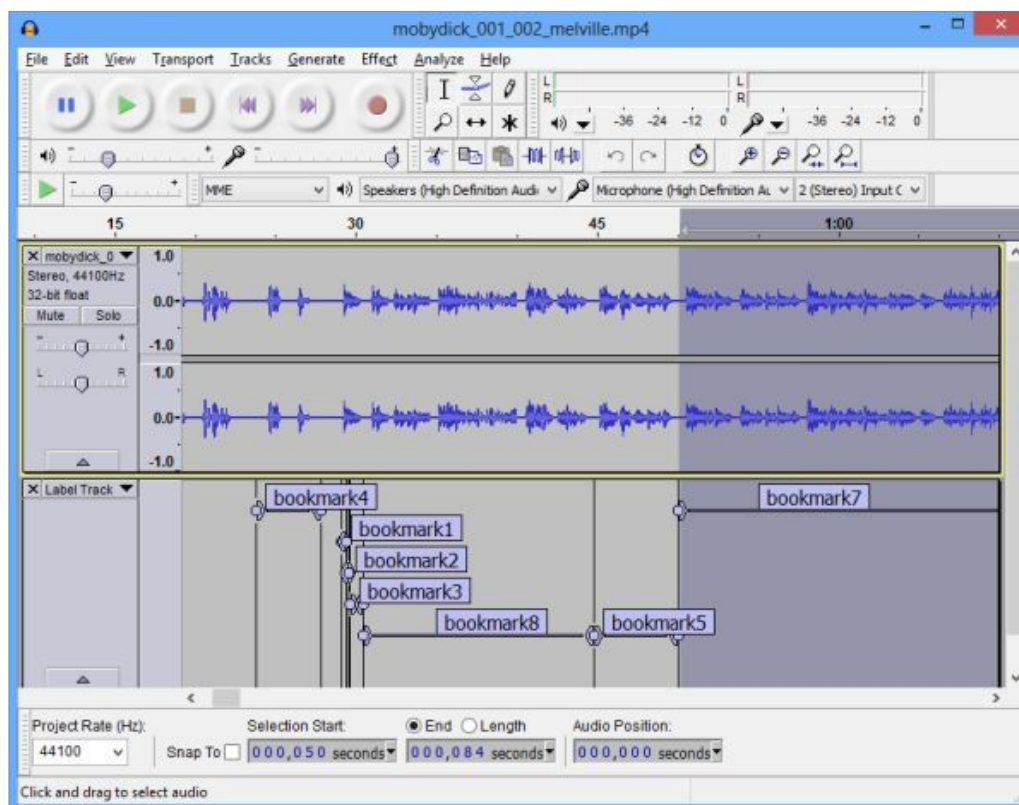 mobydick_001_002_melville.mp4
File Edit View Transport Tracks Generate Effect Analyze Help
L
R
-36 -24 -12 0
L
R
-36 -24 -12 0
MME
Speakers (High Definition Audi
Microphone (High Definition Au
2 (Stereo) Input C
15 30 45 1:00
mobydick_0
Stereo, 44100Hz
32-bit float
Mute Solo
- +
L R
1.0
0.0
-1.0
1.0
0.0
-1.0
Label Track
bookmark4
bookmark7
bookmark1
bookmark2
bookmark3
bookmark8
bookmark5
Project Rate (Hz): Selection Start: End Length Audio Position:
44100 Snap To 000,050 seconds 000,084 seconds 000,000 seconds
Click and drag to select audio